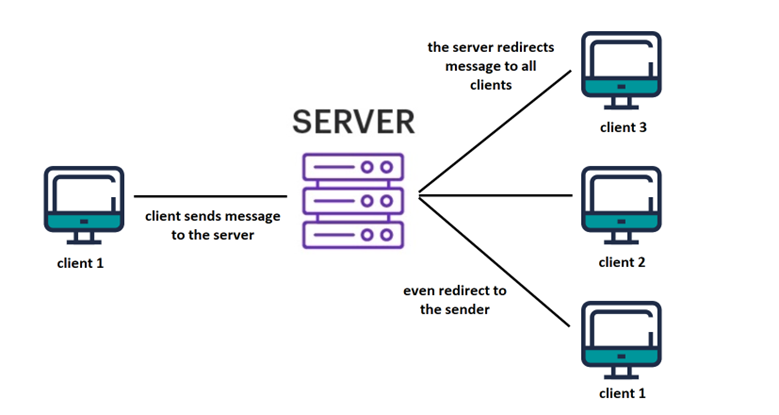 the server redirects
message to all
clients
client 3
SERVER
client sends message
to the server
client 1
client 2
even redirect to
the sender
client 1